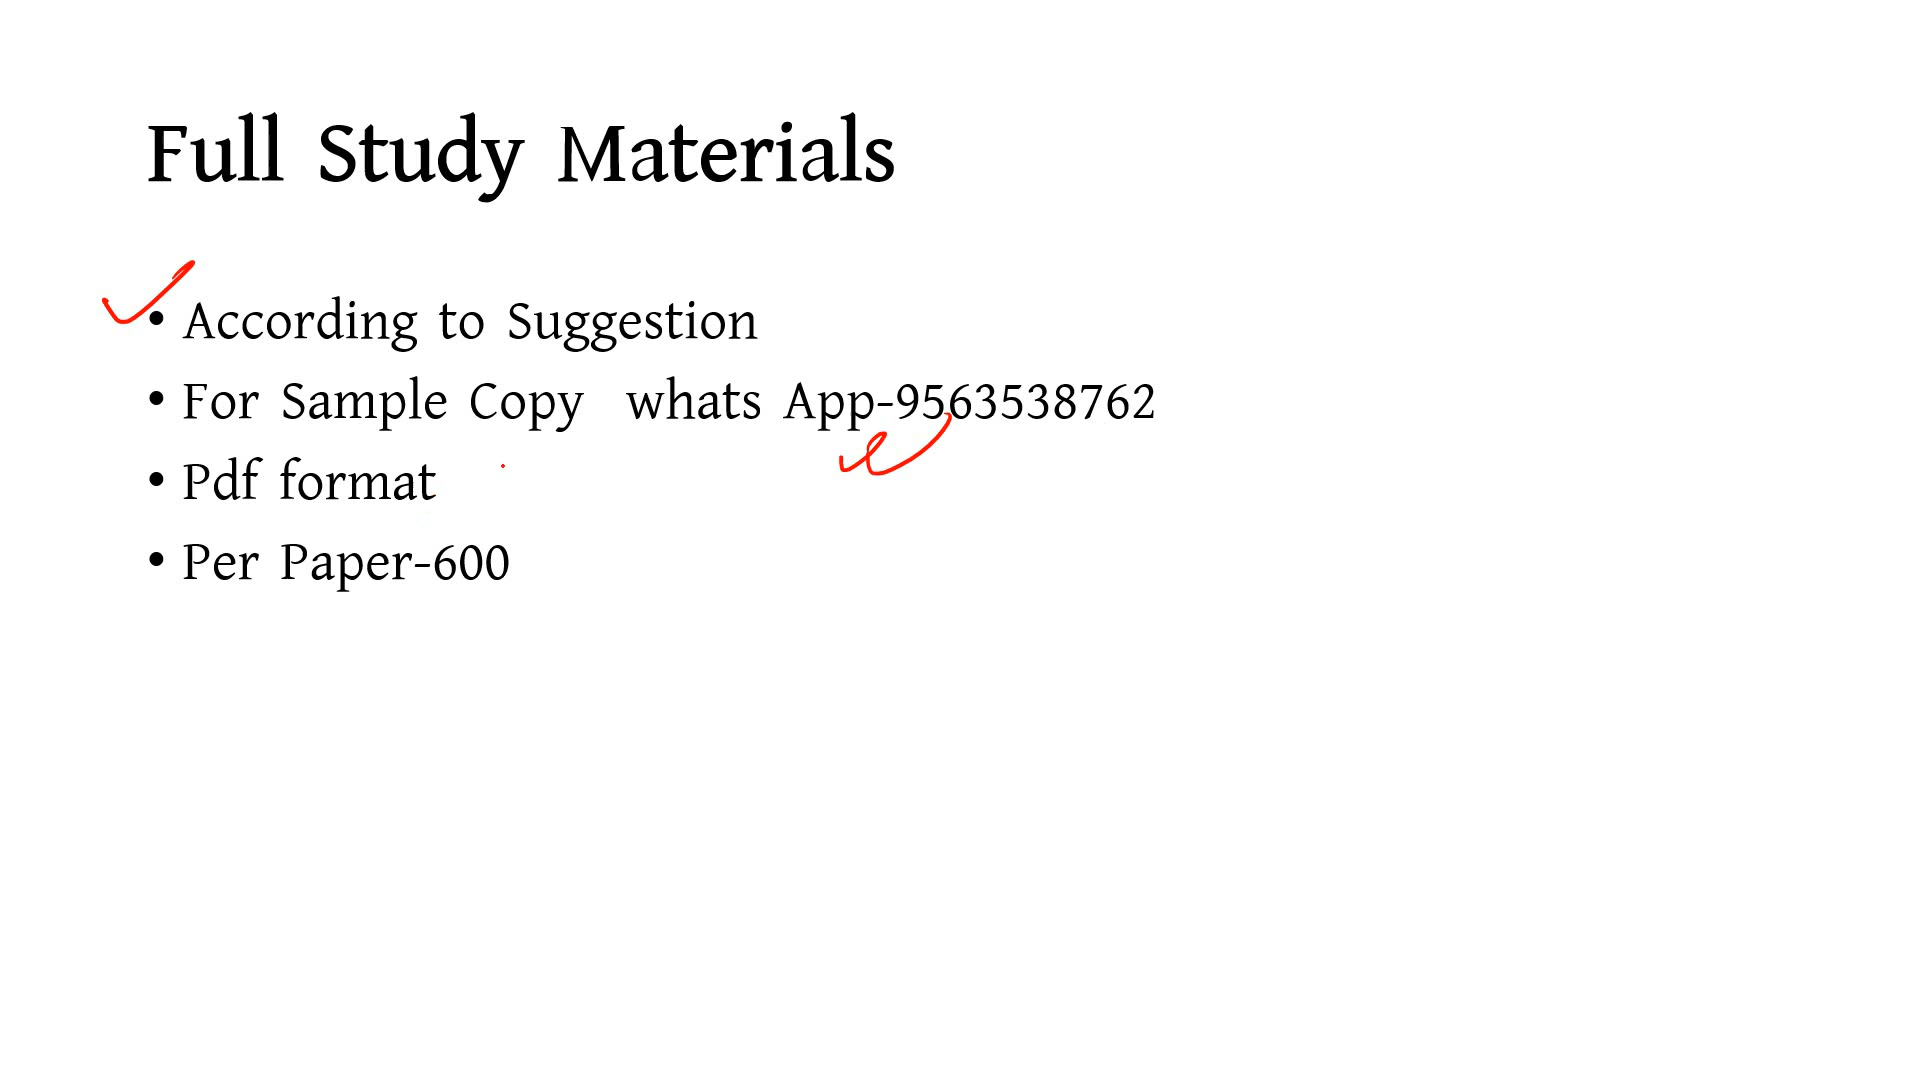 Full Study Materials
• According to Suggestion
• For Sample Copy whats App-9563538762
• Pdf format
• Per Paper-600